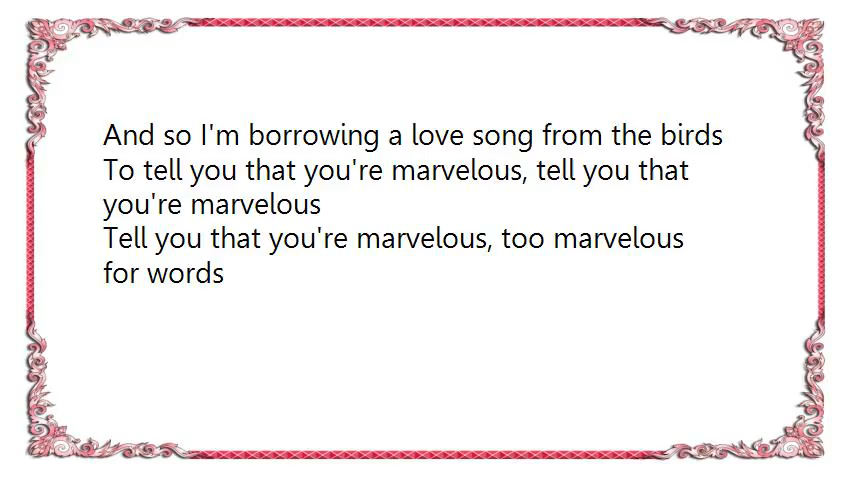 And so I'm borrowing a love song from the birds
To tell you that you're marvelous, tell you that
you're marvelous
Tell you that you're marvelous, too marvelous
for words